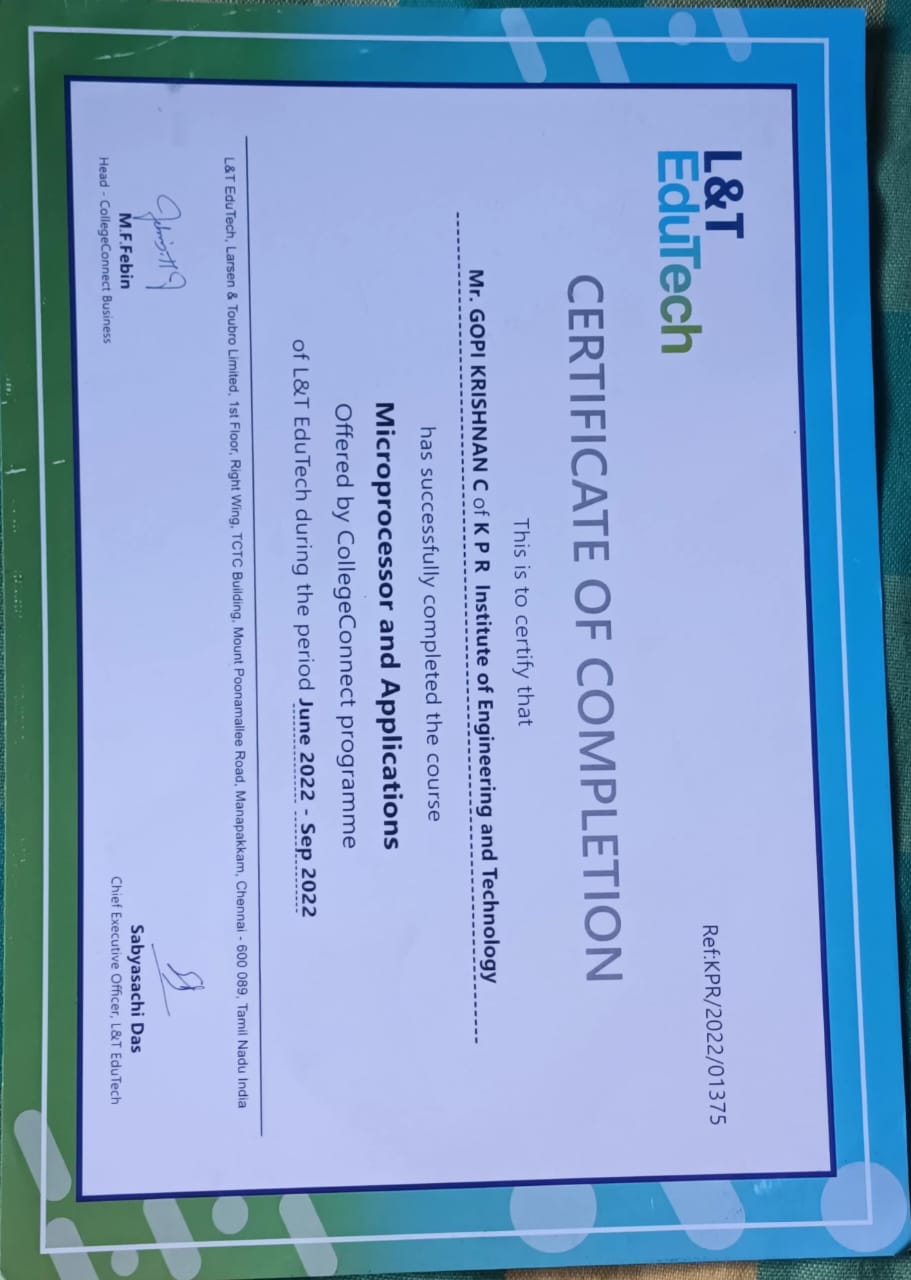 L&T
EduTech
Ref:KPR/2022/01375
CERTIFICATE OF COMPLETION
This is to certify that
Mr. GOPI KRISHNAN C of K P R Institute of Engineering and Technology
has successfully completed the course
Microprocessor and Applications
Offered by CollegeConnect programme
of L&T EduTech during the period June 2022 - Sep 2022
L&T EduTech, Larsen & Toubro Limited, 1st Floor, Right Wing, TCTC Building, Mount Poonamallee Road, Manapakkam, Chennai - 600 089, Tamil Nadu India
M.F.Febin
Head - CollegeConnect Business
Sabyasachi Das
Chief Executive Officer, L&T EduTech